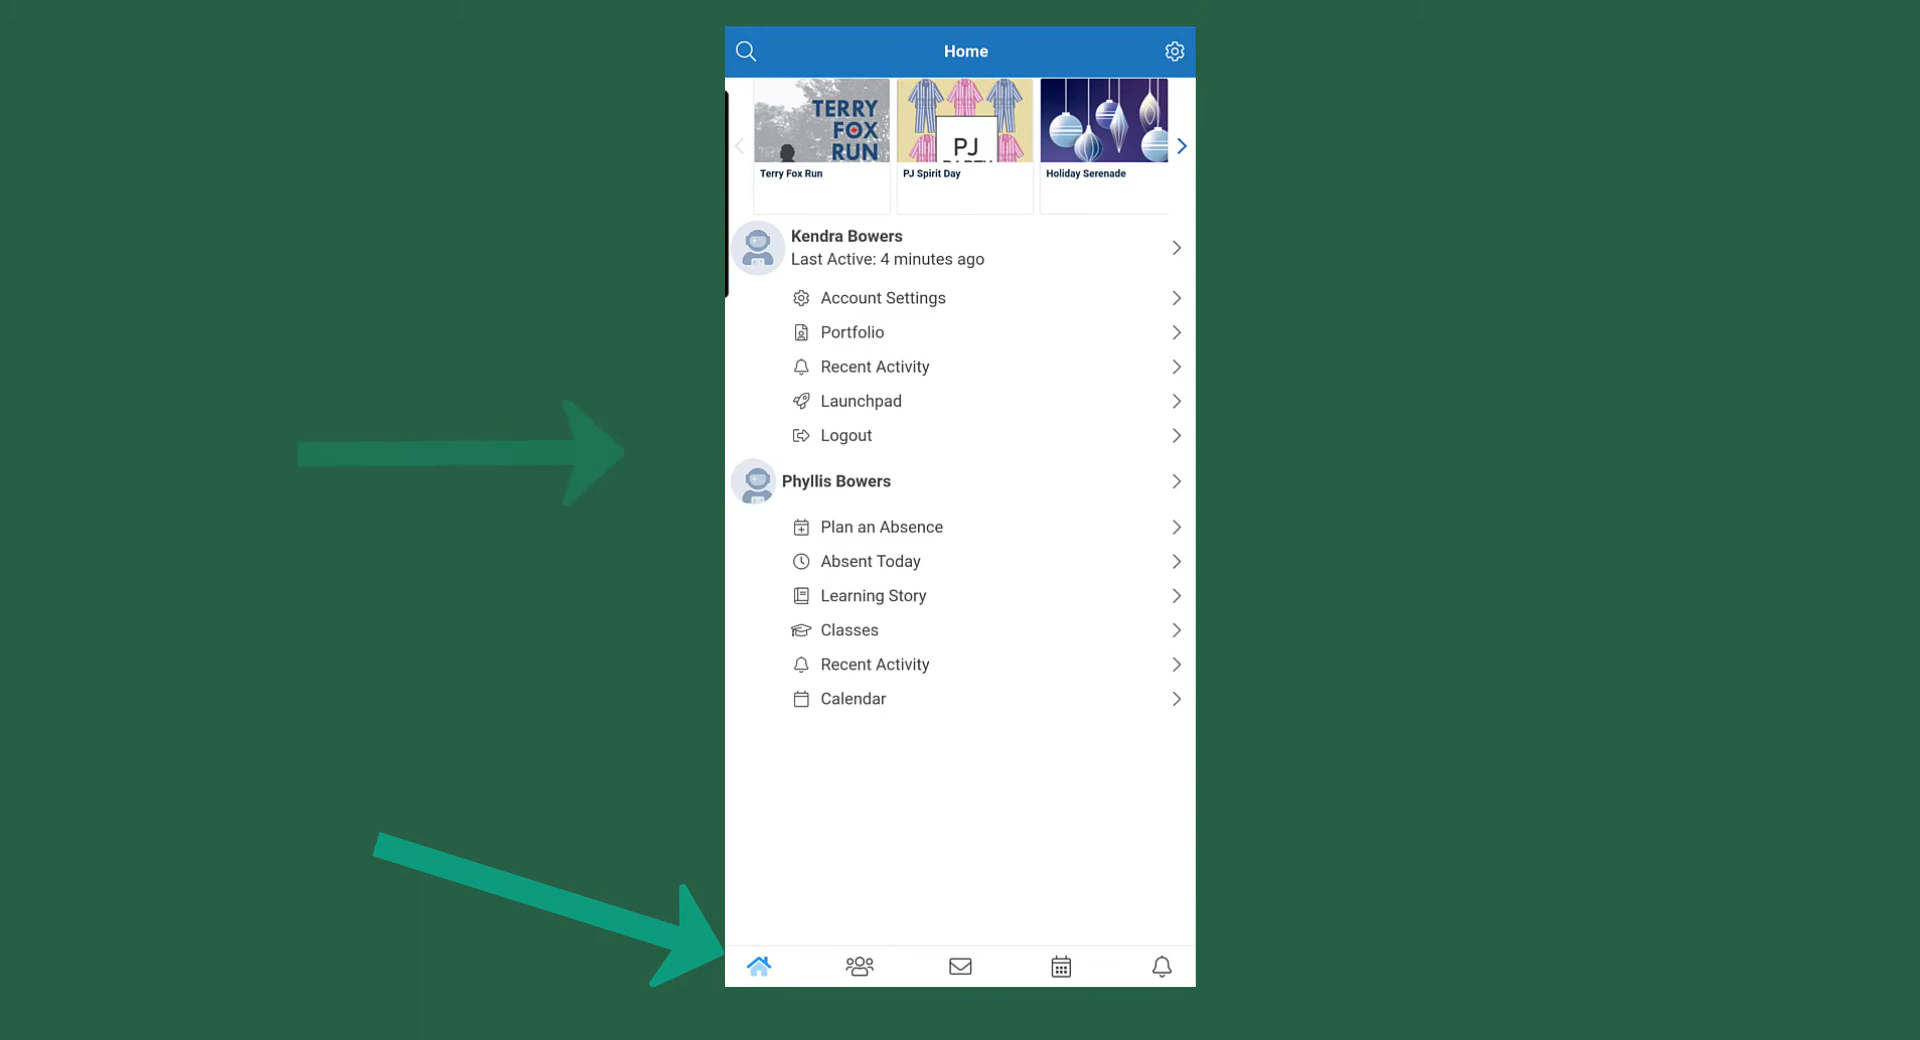 Home
TERRY
FOX
RUN
PJ
Terry Fox Run
PJ Spirit Day
Holiday Serenade
Kendra Bowers
Last Active: 4 minutes ago
Account Settings
Portfolio
Recent Activity
Launchpad
Logout
Phyllis Bowers
Plan an Absence
Absent Today
Learning Story
Classes
Recent Activity
Calendar